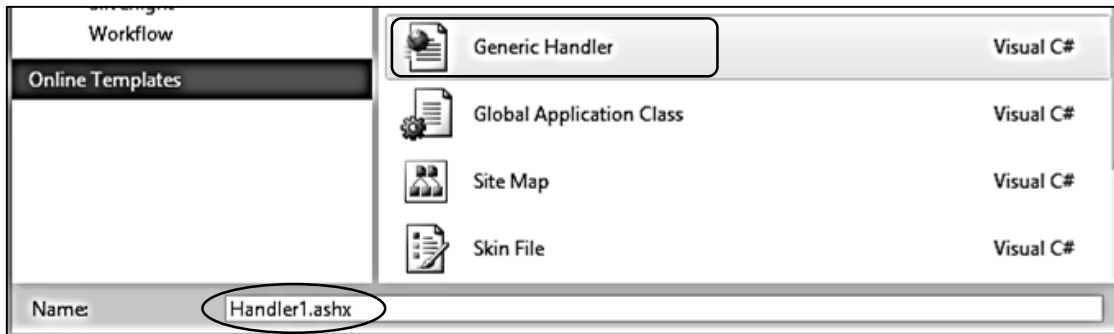 Workflow
Online Templates
Generic Handler Visual C#
Global Application Class Visual C#
Site Map Visual C#
Skin File Visual C#
Name: Handler1.ashx